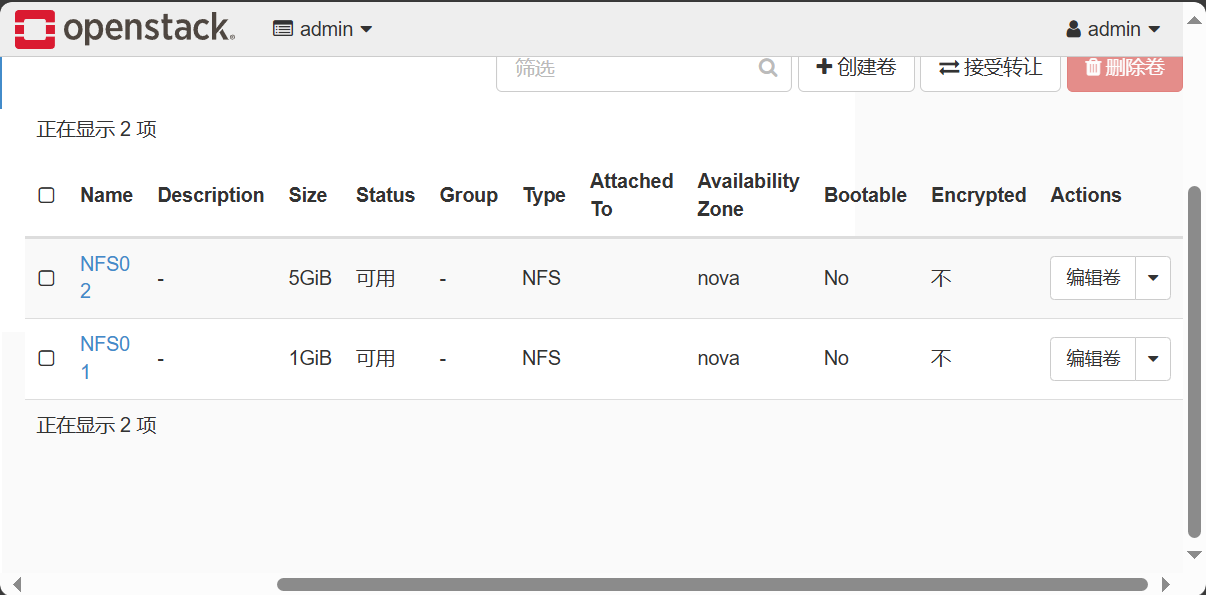 openstack.
admin
admin
筛选
创建卷
接受转让
删除卷
正在显示 2 项
Name Description Size Status Group Type Attached To Availability Zone Bootable Encrypted Actions
NFS02 - 5GiB 可用 - NFS nova No 不 编辑卷
NFS01 - 1GiB 可用 - NFS nova No 不 编辑卷
正在显示 2 项